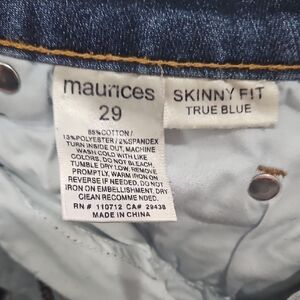 maurices
29
SKINNY FIT
TRUE BLUE
85%COTTON/
13%POLYESTER/2%SPANDEX
TURN INSIDE OUT, MACHINE
WASH COLD WITH LIKE
COLORS, DO NOT BLEACH,
TUMBLE DRY LOW, REMOVE
PROMPTLY, WARM IRON ON
REVERSE IF NEEDED, DO NOT
IRON ON EMBELLISHMENT, DRY
CLEAN RECOMMENDED.
RN # 110712 CA# 29438
MADE IN CHINA